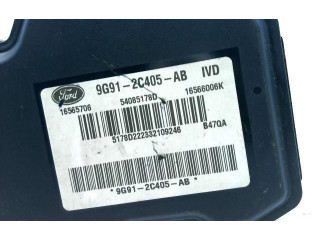 Ford 9G91-2C405-AB IVD
16565706 54085178D 16566006K
5178D222332109246 B47QA
* 9G91-2C405-AB *